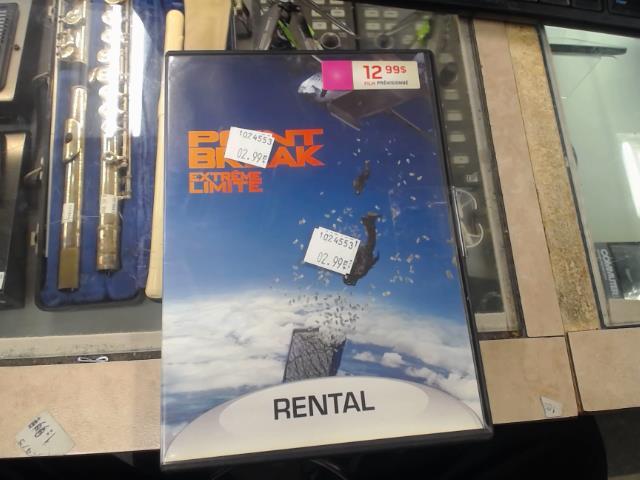 12 99$
FILM PRÉVISIONNÉ
POINT
BREAK
EXTRÊME
LIMITE
1024553
02.99
1024553
02.99
RENTAL